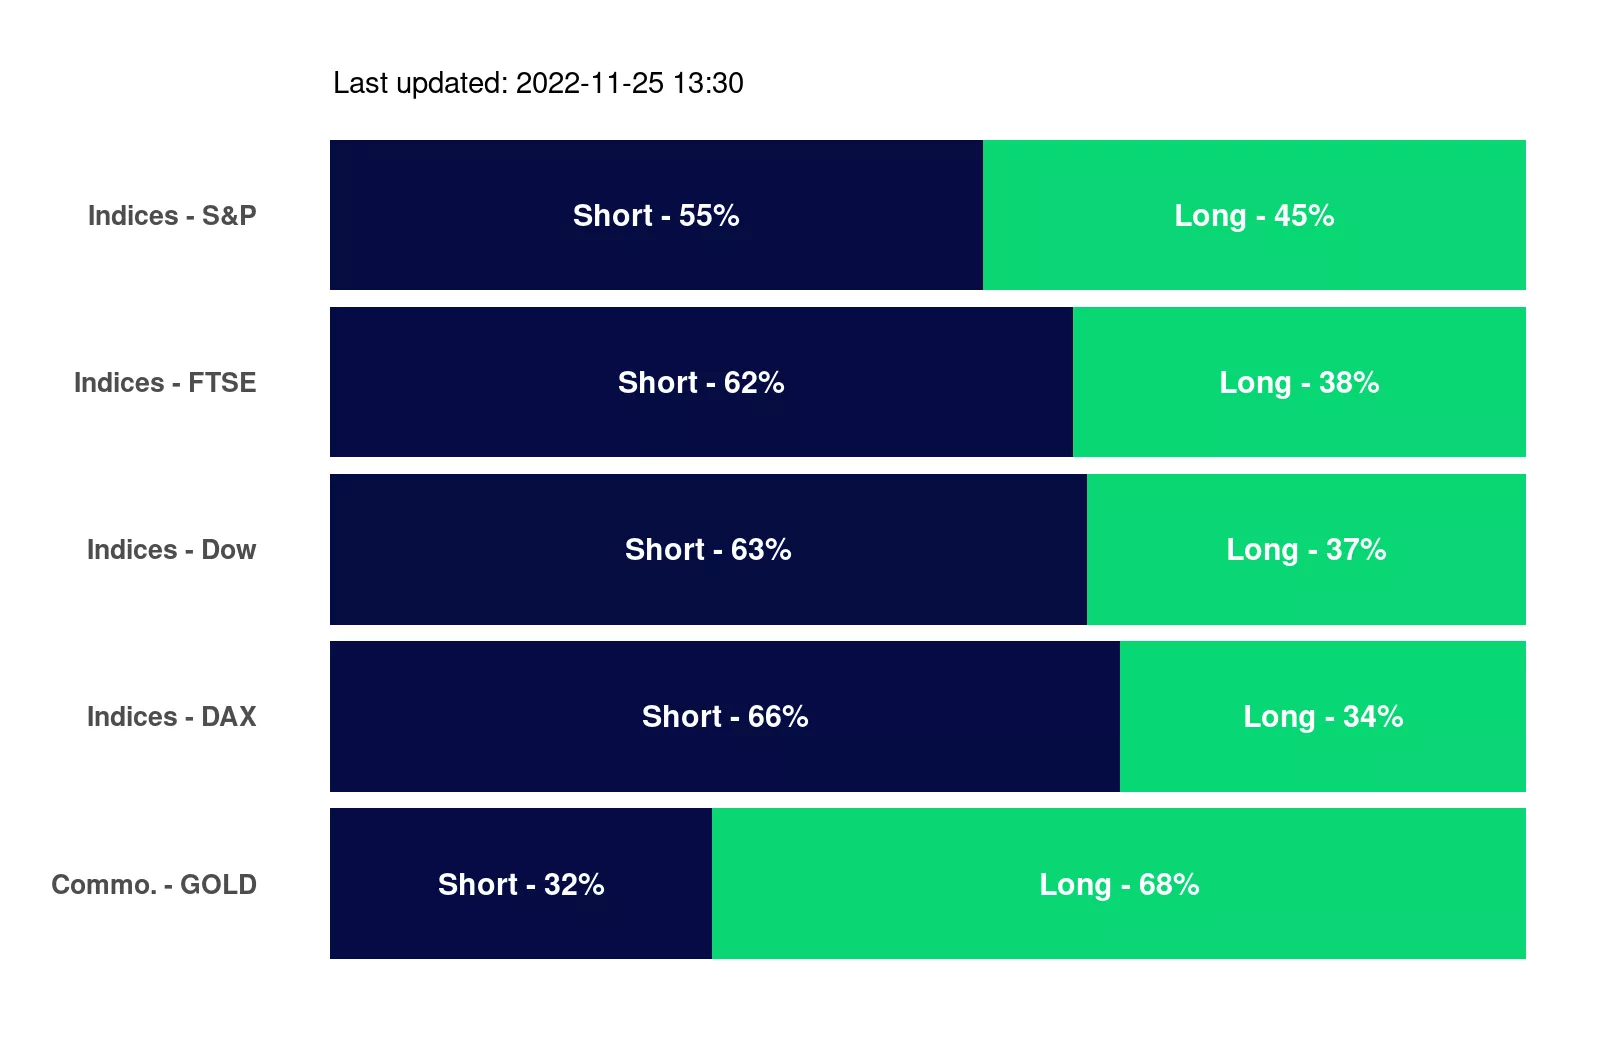 Last updated: 2022-11-25 13:30
Indices - S&P
Short - 55%
Long - 45%
Indices - FTSE
Short - 62%
Long - 38%
Indices - Dow
Short - 63%
Long - 37%
Indices - DAX
Short - 66%
Long - 34%
Commo. - GOLD
Short - 32%
Long - 68%